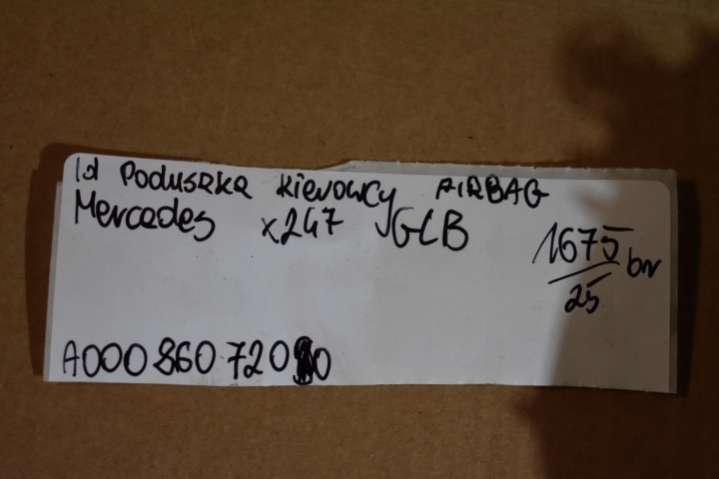 Id Poduszka kierowcy AIRBAG
Mercedes x247 GLB
1675 bn
25